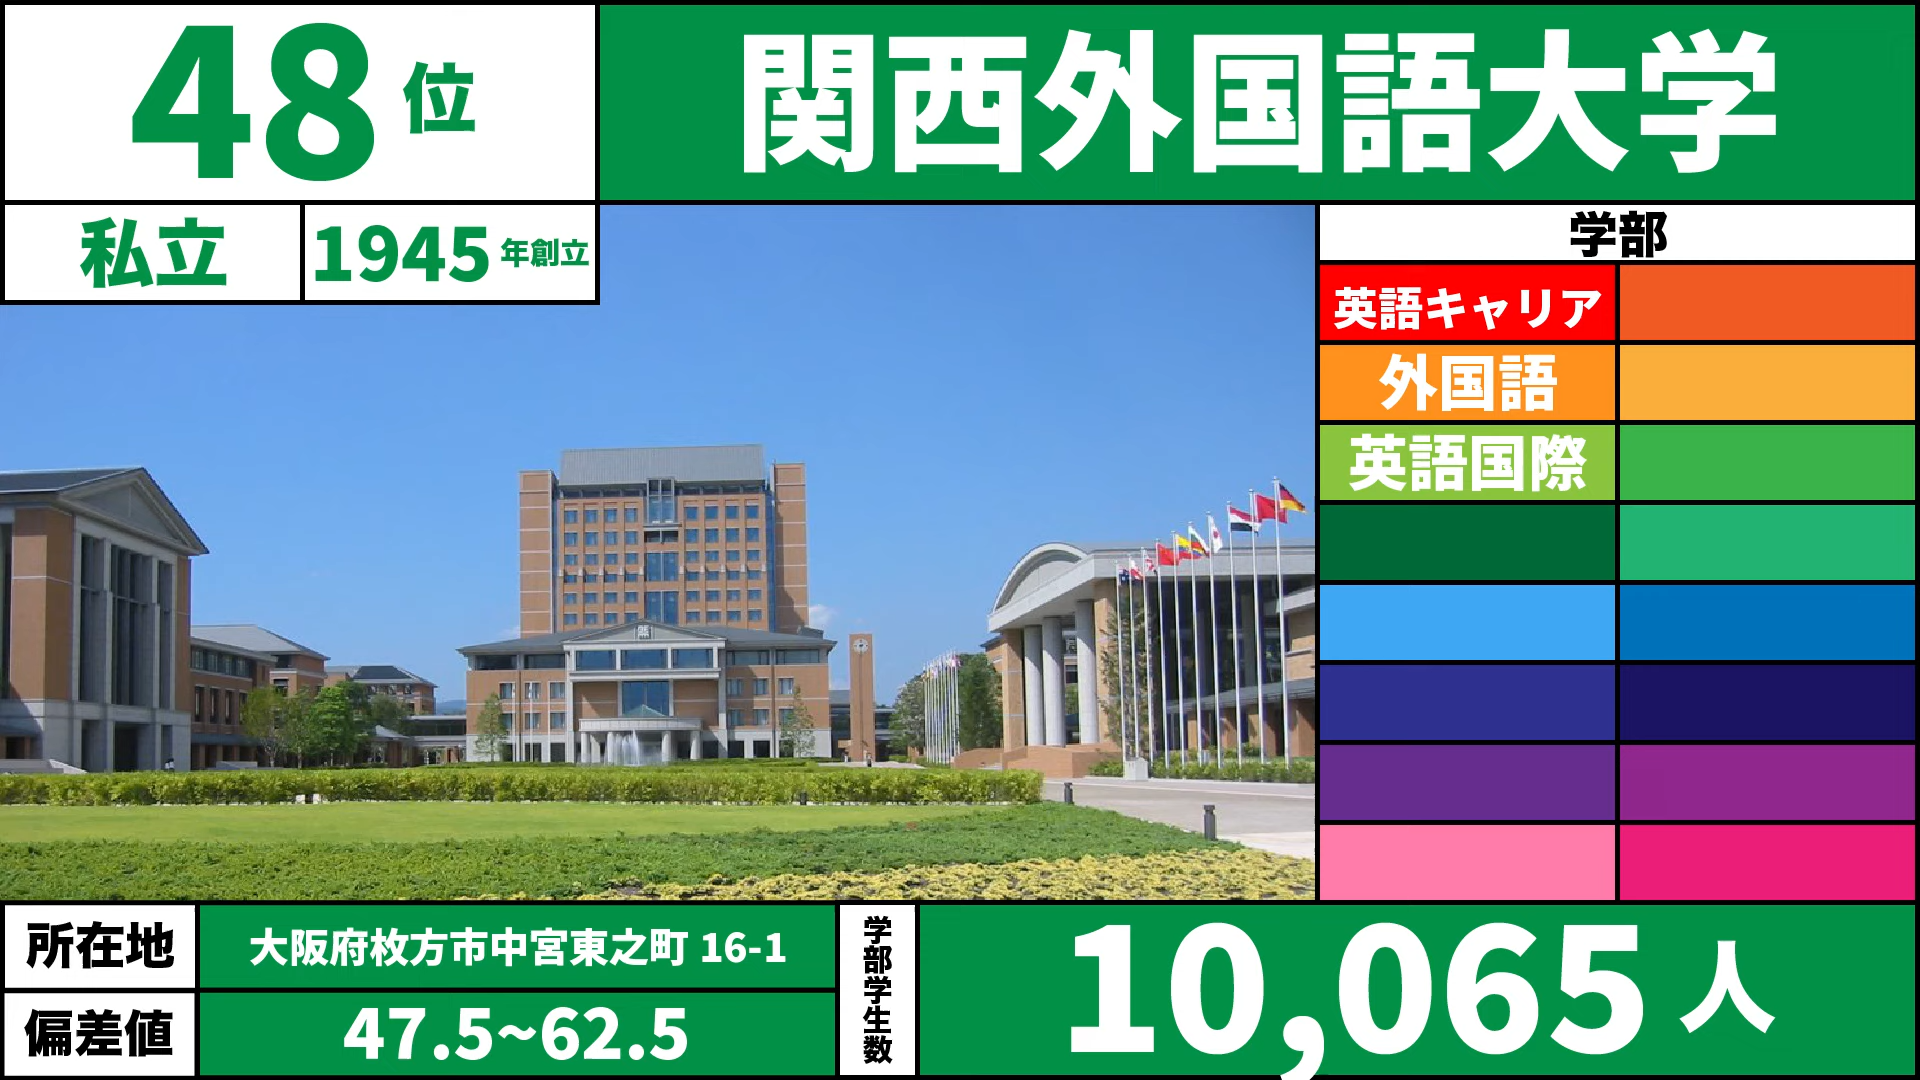 48位
関西外国語大学
私立
1945年創立
学部
英語キャリア
外国語
英語国際
所在地
大阪府枚方市中宮東之町 16-1
偏差値
47.5~62.5
学部学生数
10,065人